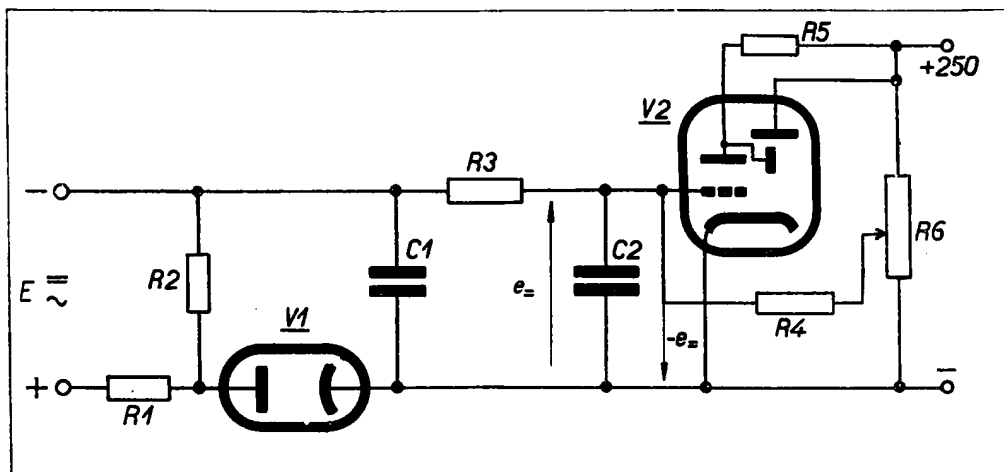 R5
+250
V2
−
R3
E = ~
R2
C1
e=
C2
−e=
R4
R6
V1
+
R1
−